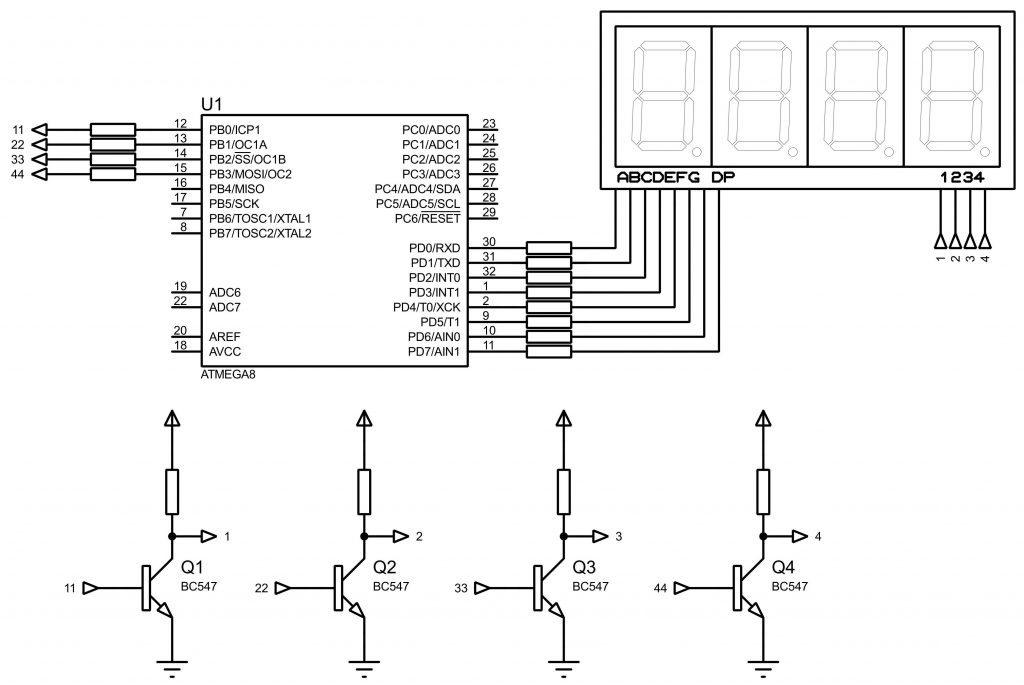 U1
11 12 PB0/ICP1 PC0/ADC0 23
22 13 PB1/OC1A PC1/ADC1 24
33 14 PB2/SS/OC1B PC2/ADC2 25
44 15 PB3/MOSI/OC2 PC3/ADC3 26
16 PB4/MISO PC4/ADC4/SDA 27
17 PB5/SCK PC5/ADC5/SCL 28
7 PB6/TOSC1/XTAL1 PC6/RESET 29
8 PB7/TOSC2/XTAL2
PD0/RXD 30
PD1/TXD 31
PD2/INT0 32
19 ADC6 PD3/INT1 1
22 ADC7 PD4/T0/XCK 2
PD5/T1 9
20 AREF PD6/AIN0 10
18 AVCC PD7/AIN1 11
ATMEGA8
ABCDEFG DP 1234
1 2 3 4
1 2 3 4
Q1 Q2 Q3 Q4
11 BC547 22 BC547 33 BC547 44 BC547